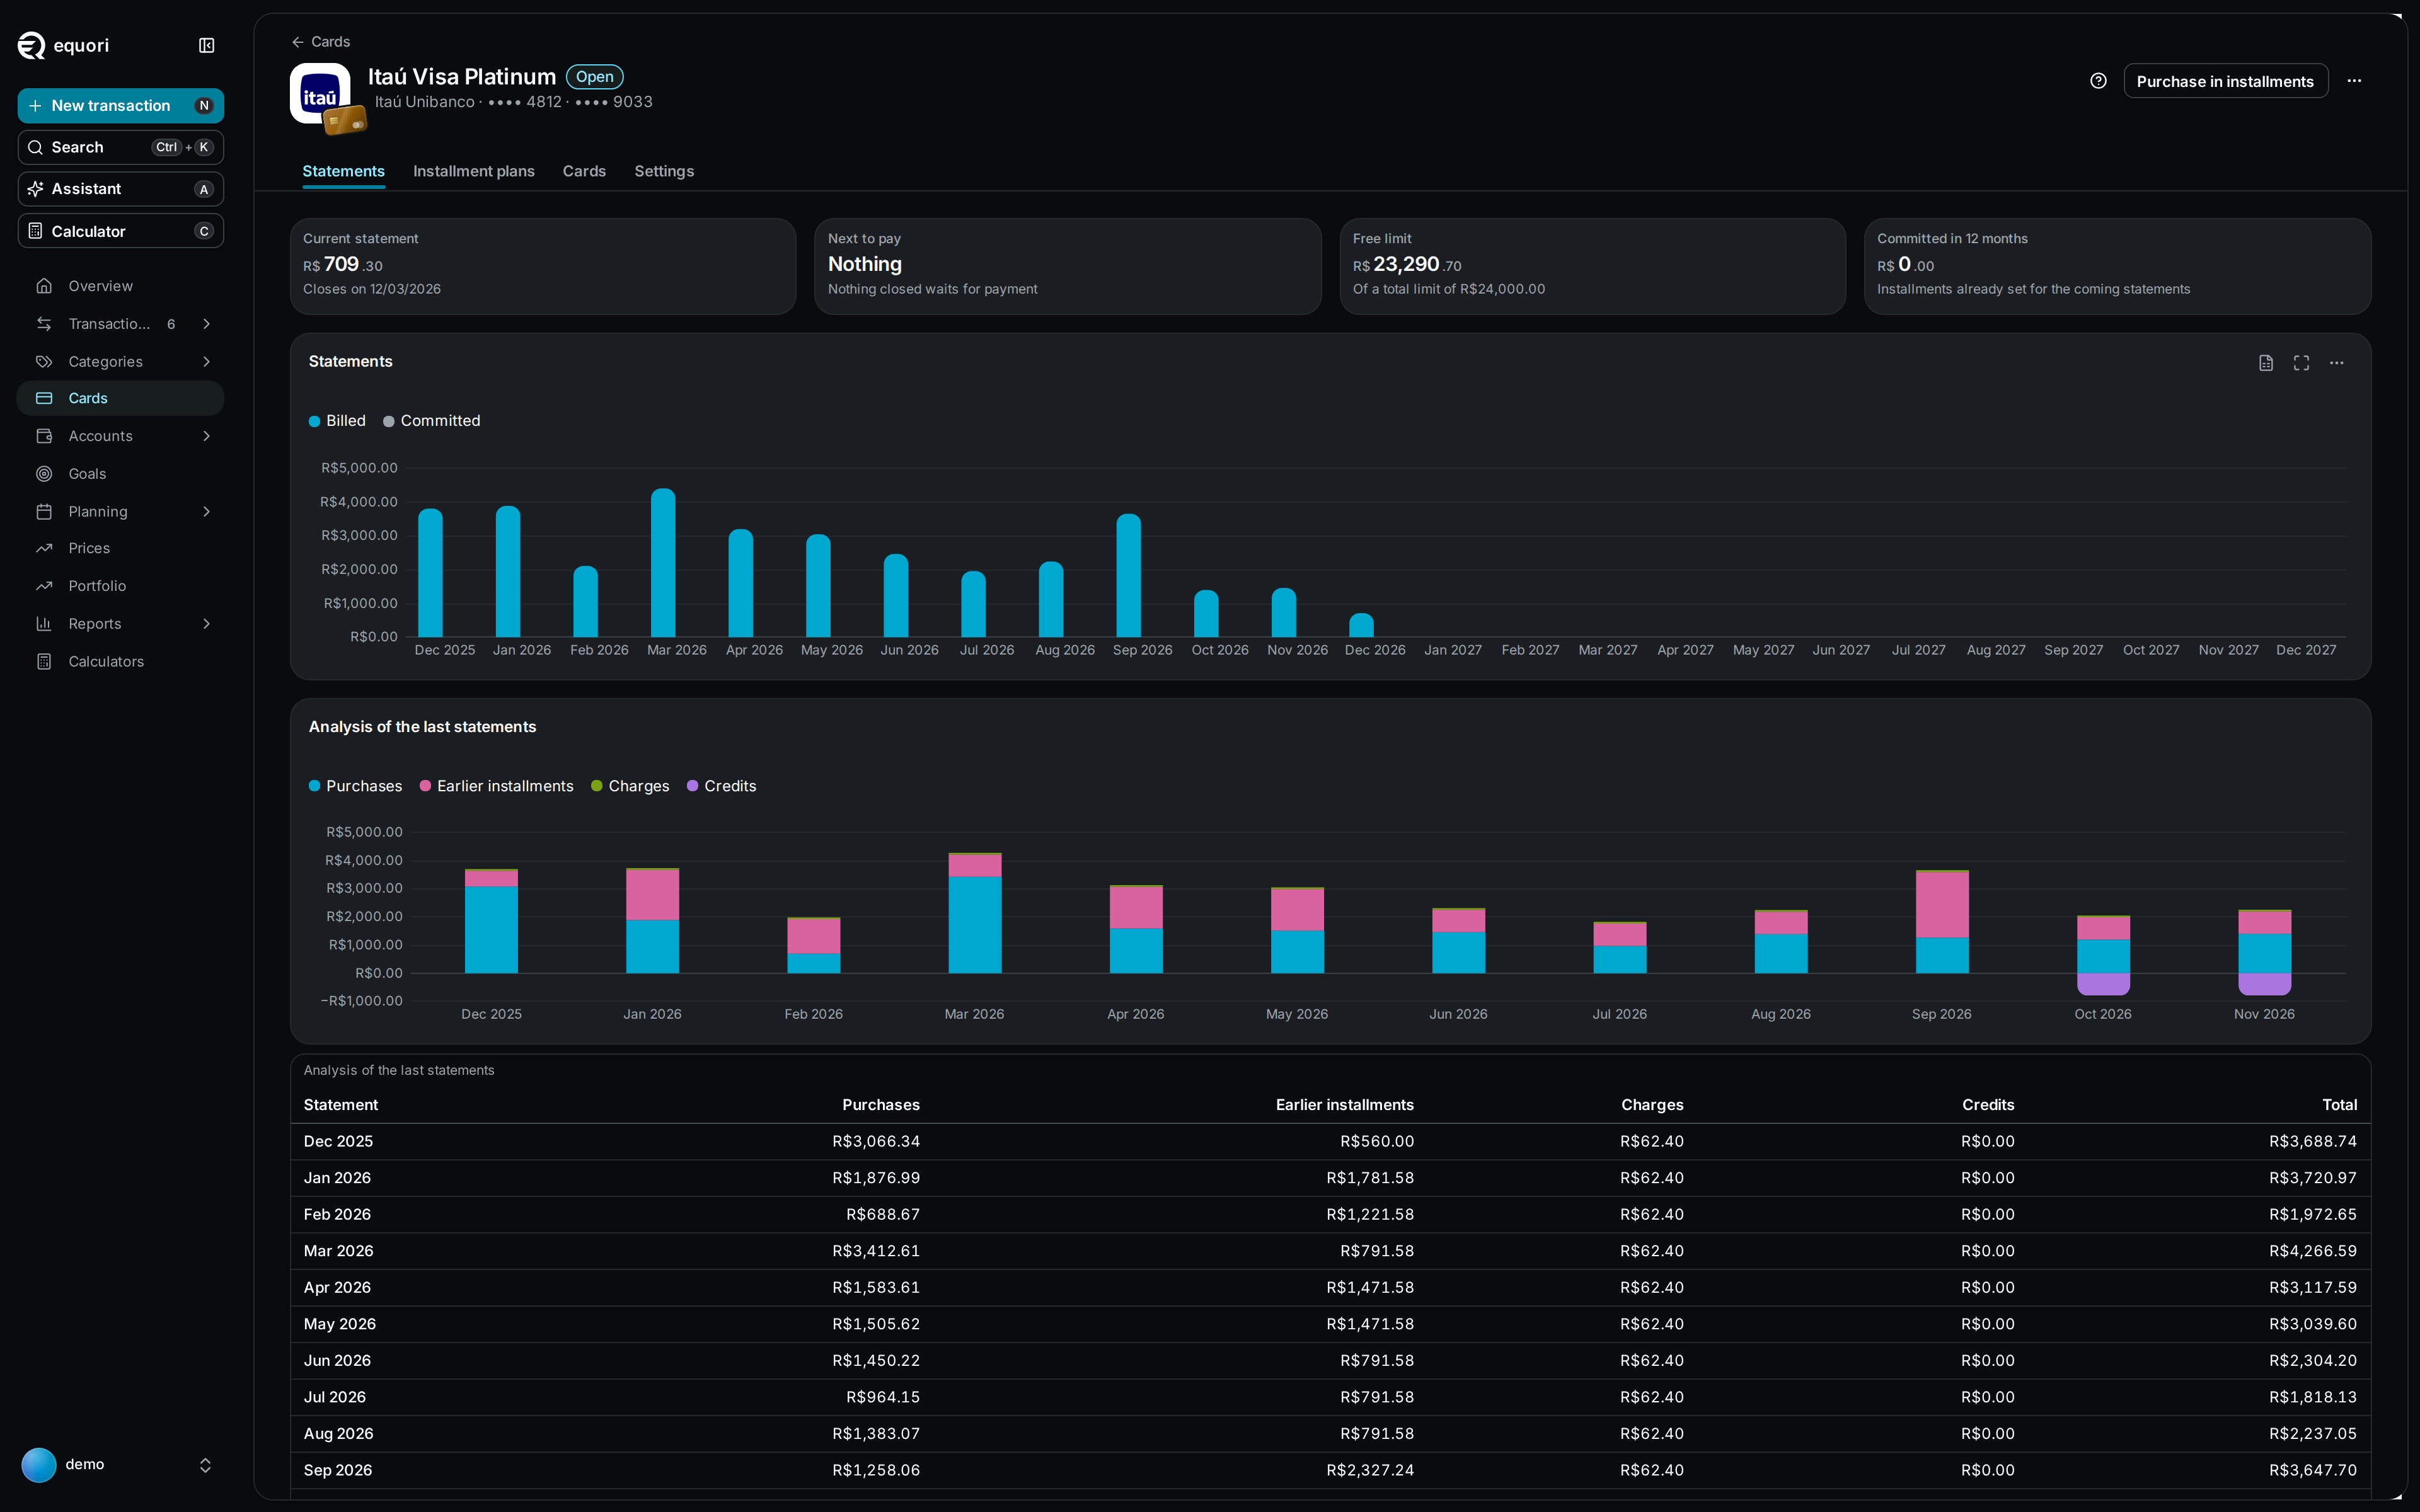 equori
← Cards
New transaction N
Search Ctrl + K
Assistant A
Calculator C
Overview
Transactio... 6
Categories
Cards
Accounts
Goals
Planning
Prices
Portfolio
Reports
Calculators
demo
itaú
Itaú Visa Platinum Open
Itaú Unibanco · •••• 4812 · •••• 9033
Purchase in installments
Statements Installment plans Cards Settings
Current statement
R$ 709.30
Closes on 12/03/2026
Next to pay
Nothing
Nothing closed waits for payment
Free limit
R$ 23,290.70
Of a total limit of R$24,000.00
Committed in 12 months
R$ 0.00
Installments already set for the coming statements
Statements
Billed Committed
R$5,000.00
R$4,000.00
R$3,000.00
R$2,000.00
R$1,000.00
R$0.00
Dec 2025 Jan 2026 Feb 2026 Mar 2026 Apr 2026 May 2026 Jun 2026 Jul 2026 Aug 2026 Sep 2026 Oct 2026 Nov 2026 Dec 2026 Jan 2027 Feb 2027 Mar 2027 Apr 2027 May 2027 Jun 2027 Jul 2027 Aug 2027 Sep 2027 Oct 2027 Nov 2027 Dec 2027
Analysis of the last statements
Purchases Earlier installments Charges Credits
R$5,000.00
R$4,000.00
R$3,000.00
R$2,000.00
R$1,000.00
R$0.00
−R$1,000.00
Dec 2025 Jan 2026 Feb 2026 Mar 2026 Apr 2026 May 2026 Jun 2026 Jul 2026 Aug 2026 Sep 2026 Oct 2026 Nov 2026
Analysis of the last statements
Statement Purchases Earlier installments Charges Credits Total
Dec 2025 R$3,066.34 R$560.00 R$62.40 R$0.00 R$3,688.74
Jan 2026 R$1,876.99 R$1,781.58 R$62.40 R$0.00 R$3,720.97
Feb 2026 R$688.67 R$1,221.58 R$62.40 R$0.00 R$1,972.65
Mar 2026 R$3,412.61 R$791.58 R$62.40 R$0.00 R$4,266.59
Apr 2026 R$1,583.61 R$1,471.58 R$62.40 R$0.00 R$3,117.59
May 2026 R$1,505.62 R$1,471.58 R$62.40 R$0.00 R$3,039.60
Jun 2026 R$1,450.22 R$791.58 R$62.40 R$0.00 R$2,304.20
Jul 2026 R$964.15 R$791.58 R$62.40 R$0.00 R$1,818.13
Aug 2026 R$1,383.07 R$791.58 R$62.40 R$0.00 R$2,237.05
Sep 2026 R$1,258.06 R$2,327.24 R$62.40 R$0.00 R$3,647.70